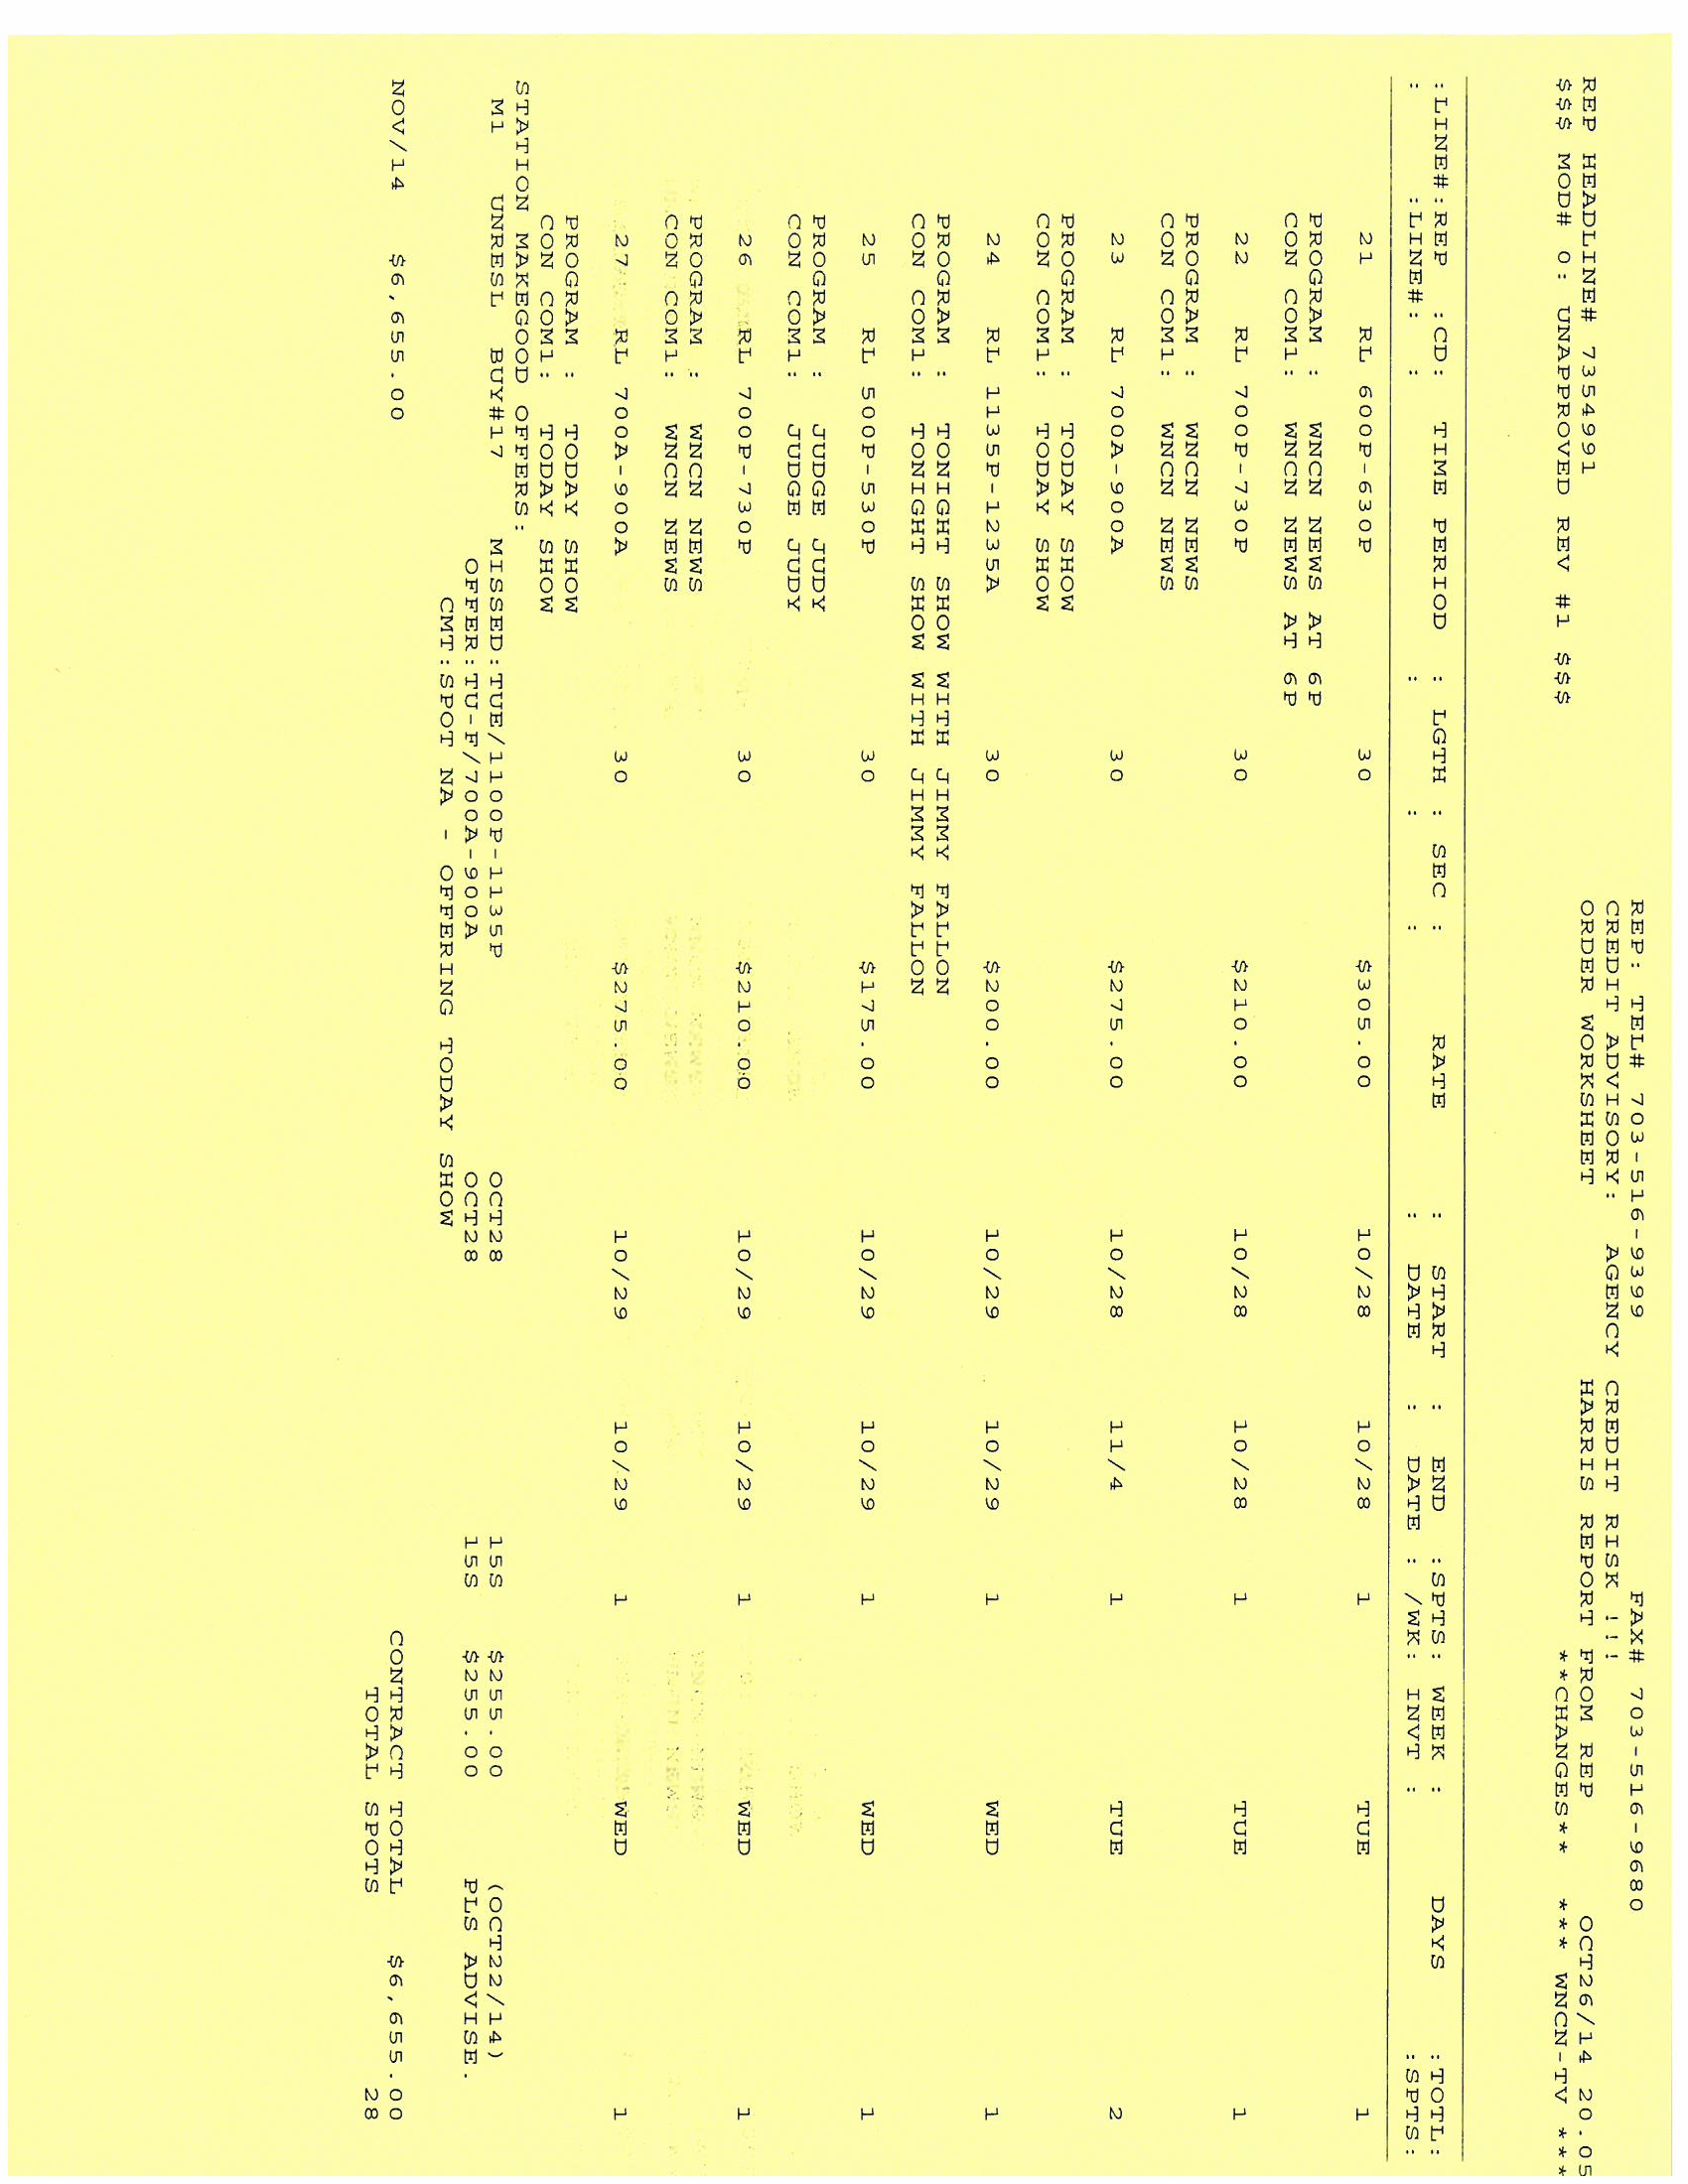 REP: TEL# 703-516-9399 FAX# 703-516-9680
CREDIT ADVISORY: AGENCY CREDIT RISK !!!
REP HEADLINE# 7354991 ORDER WORKSHEET HARRIS REPORT FROM REP OCT26/14 20.05
$$$ MOD# 0: UNAPPROVED REV #1 $$$ **CHANGES** *** WNCN-TV ***
:LINE#:REP :CD: TIME PERIOD : LGTH : SEC : RATE : START : END :SPTS: WEEK : DAYS :TOTL:
: :LINE#: : : : : : DATE : DATE : /WK: INVT : :SPTS:
21 RL 600P-630P 30 $305.00 10/28 10/28 1 TUE 1
PROGRAM : WNCN NEWS AT 6P
CON COM1: WNCN NEWS AT 6P
22 RL 700P-730P 30 $210.00 10/28 10/28 1 TUE 1
PROGRAM : WNCN NEWS
CON COM1: WNCN NEWS
23 RL 700A-900A 30 $275.00 10/28 11/4 1 TUE 2
PROGRAM : TODAY SHOW
CON COM1: TODAY SHOW
24 RL 1135P-1235A 30 $200.00 10/29 10/29 1 WED 1
PROGRAM : TONIGHT SHOW WITH JIMMY FALLON
CON COM1: TONIGHT SHOW WITH JIMMY FALLON
25 RL 500P-530P 30 $175.00 10/29 10/29 1 WED 1
PROGRAM : JUDGE JUDY
CON COM1: JUDGE JUDY
26 RL 700P-730P 30 $210.00 10/29 10/29 1 WED 1
PROGRAM : WNCN NEWS
CON COM1: WNCN NEWS
27 RL 700A-900A 30 $275.00 10/29 10/29 1 WED 1
PROGRAM : TODAY SHOW
CON COM1: TODAY SHOW
STATION MAKEGOOD OFFERS:
M1 UNRESL BUY#17 MISSED:TUE/1100P-1135P OCT28 15S $255.00 (OCT22/14)
OFFER:TU-F/700A-900A OCT28 15S $255.00 PLS ADVISE.
CMT:SPOT NA - OFFERING TODAY SHOW
NOV/14 $6,655.00 CONTRACT TOTAL $6,655.00
TOTAL SPOTS 28